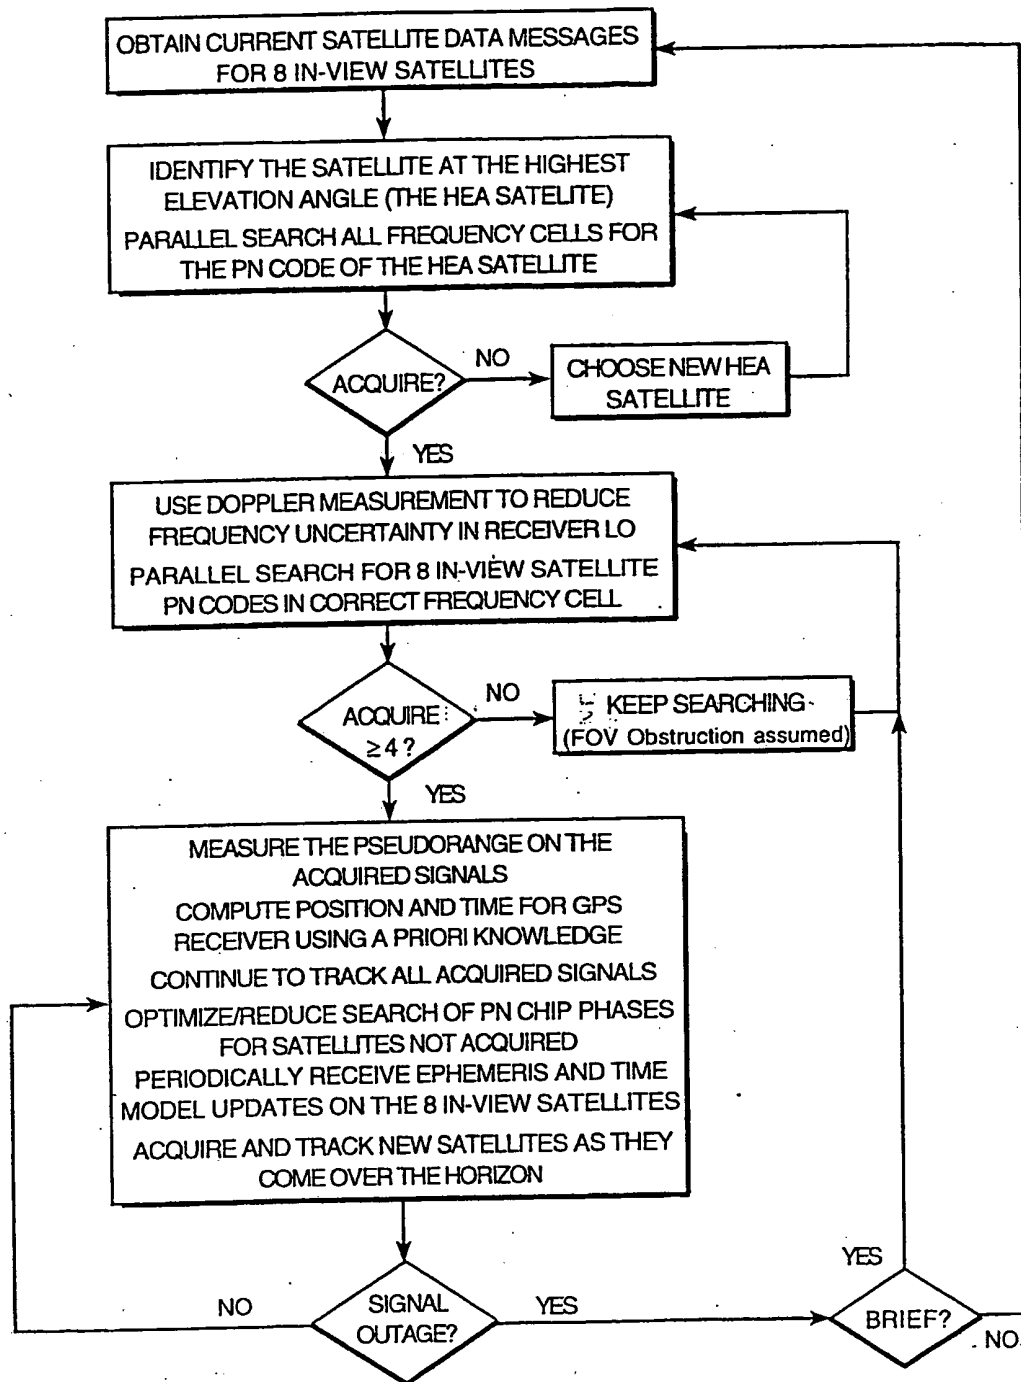 OBTAIN CURRENT SATELLITE DATA MESSAGES
FOR 8 IN-VIEW SATELLITES
IDENTIFY THE SATELLITE AT THE HIGHEST
ELEVATION ANGLE (THE HEA SATELITE)
PARALLEL SEARCH ALL FREQUENCY CELLS FOR
THE PN CODE OF THE HEA SATELLITE
ACQUIRE?
NO
CHOOSE NEW HEA
SATELLITE
YES
USE DOPPLER MEASUREMENT TO REDUCE
FREQUENCY UNCERTAINTY IN RECEIVER LO
PARALLEL SEARCH FOR 8 IN-VIEW SATELLITE
PN CODES IN CORRECT FREQUENCY CELL
ACQUIRE
≥4?
NO
KEEP SEARCHING
(FOV Obstruction assumed)
YES
MEASURE THE PSEUDORANGE ON THE
ACQUIRED SIGNALS
COMPUTE POSITION AND TIME FOR GPS
RECEIVER USING A PRIORI KNOWLEDGE
CONTINUE TO TRACK ALL ACQUIRED SIGNALS
OPTIMIZE/REDUCE SEARCH OF PN CHIP PHASES
FOR SATELLITES NOT ACQUIRED
PERIODICALLY RECEIVE EPHEMERIS AND TIME
MODEL UPDATES ON THE 8 IN-VIEW SATELLITES
ACQUIRE AND TRACK NEW SATELLITES AS THEY
COME OVER THE HORIZON
NO
SIGNAL
OUTAGE?
YES
YES
BRIEF?
NO